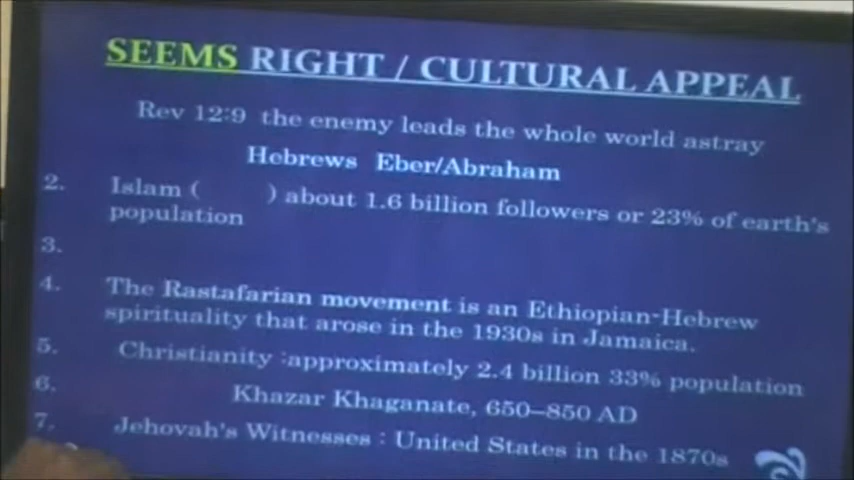 SEEMS RIGHT / CULTURAL APPEAL
Rev 12:9 the enemy leads the whole world astray
Hebrews Eber/Abraham
2. Islam ( ) about 1.6 billion followers or 23% of earth's
population
3.
4. The Rastafarian movement is an Ethiopian-Hebrew
spirituality that arose in the 1930s in Jamaica.
5. Christianity :approximately 2.4 billion 33% population
6. Khazar Khaganate, 650–850 AD
7. Jehovah's Witnesses : United States in the 1870s